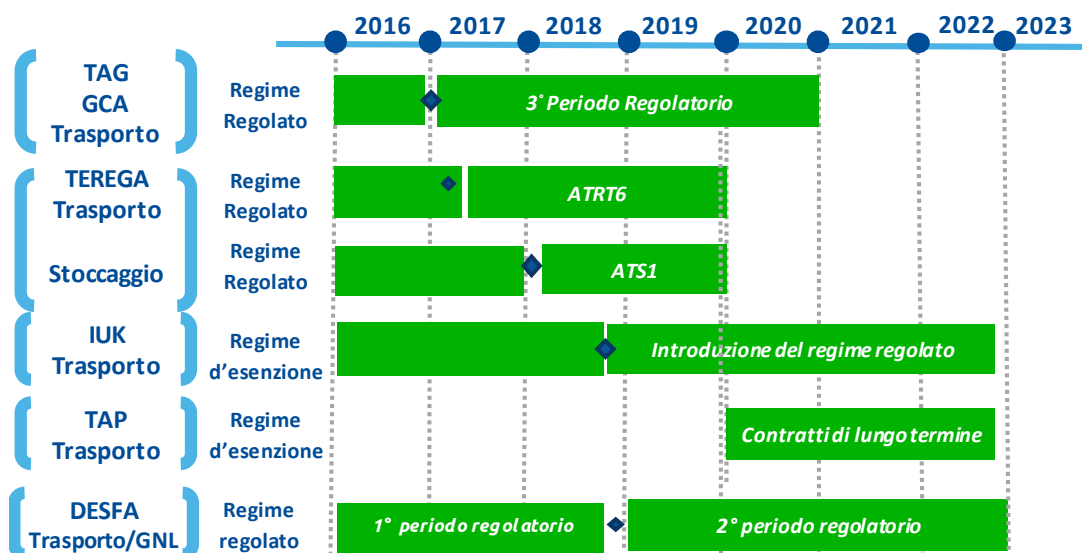 2016 2017 2018 2019 2020 2021 2022 2023
TAG
GCA
Trasporto
Regime
Regolato
3° Periodo Regolatorio
TEREGA
Trasporto
Regime
Regolato
ATRT6
Stoccaggio
Regime
Regolato
ATS1
IUK
Trasporto
Regime
d'esenzione
Introduzione del regime regolato
TAP
Trasporto
Regime
d'esenzione
Contratti di lungo termine
DESFA
Trasporto/GNL
Regime
regolato
1° periodo regolatorio
2° periodo regolatorio